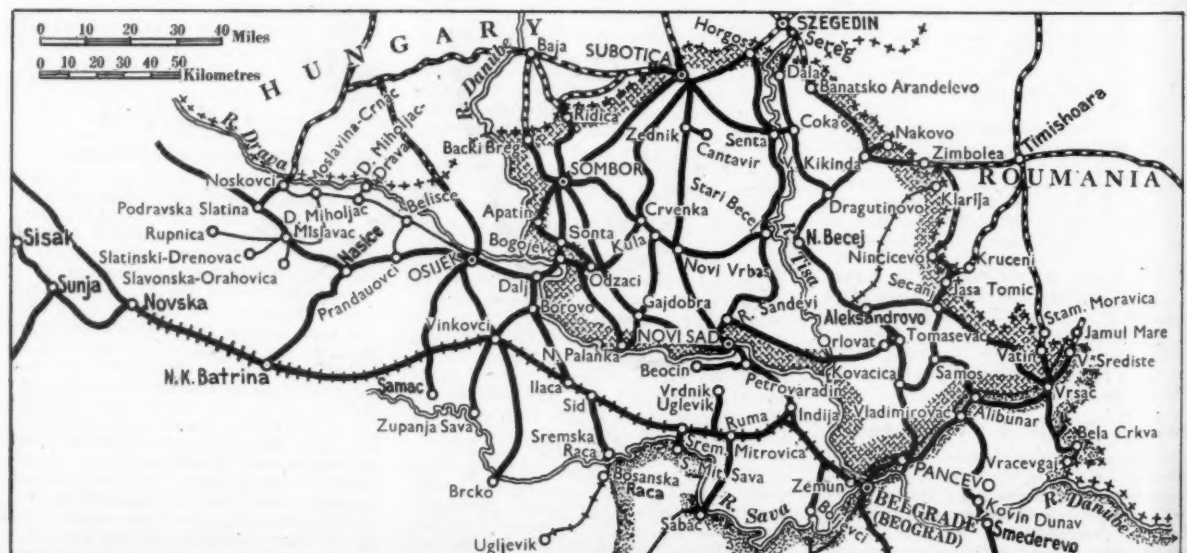 0 10 20 30 40 Miles
0 10 20 30 40 50
Kilometres
HUNGARY
R. Danube
Baja
SUBOTICA
Horgos
SZEGEDIN
Sereg
Dala
Banatsko Arandelevo
Ridica
Zednik
Cantavir
Senta
Coka
Nakovo
V. Kikinda
Zimbolea
Timishoara
ROUMANIA
R. Drava
Moslavina-Crnac
D. Miholjac-
Drava
Backi Breg
SOMBOR
Noskovci
Belisce
Stari Becej
Dragutinovo
Klarija
Podravska Slatina
D. Miholjac
Apatin
Crvenka
Rupnica
Mislavac
Sonta
Bogojevo
Kula
N. Becej
R. Tisa
Nincicevo
Kruceni
Sisak
Slatinski-Drenovac
Nasice
OSIJEK
Odzaci
Novi Vrbas
Secanj
Jasa Tomic
Slavonska-Orahovica
Sunja
Prandauovci
Dalj
Gajdobra
R. Sandevi
Aleksandrovo
Stam. Moravica
Novska
Vinkovci
Borovo
NOVI SAD
Orlovat
Tomasevac
Jamul Mare
Vatin
V. Srediste
N. Palanka
Beocin
Kovacica
Samos
N.K. Batrina
Ilaca
Petrovaradin
Vrsac
Samac
Sid
Vrdnik
Uglevik
Indija
Vladimirovac
Alibunar
Zupanja Sava
Ruma
Bela Crkva
Sremska
Raca
Srem. Mitrovica
S. Mit. Sava
Vracevgaj
Brcko
Bosanska
Raca
Zemun
PANCEVO
R. Sava
BELGRADE
(BEOGRAD)
Kovin Dunav
R. Danube
Sabac
Smederevo
Ugljevik